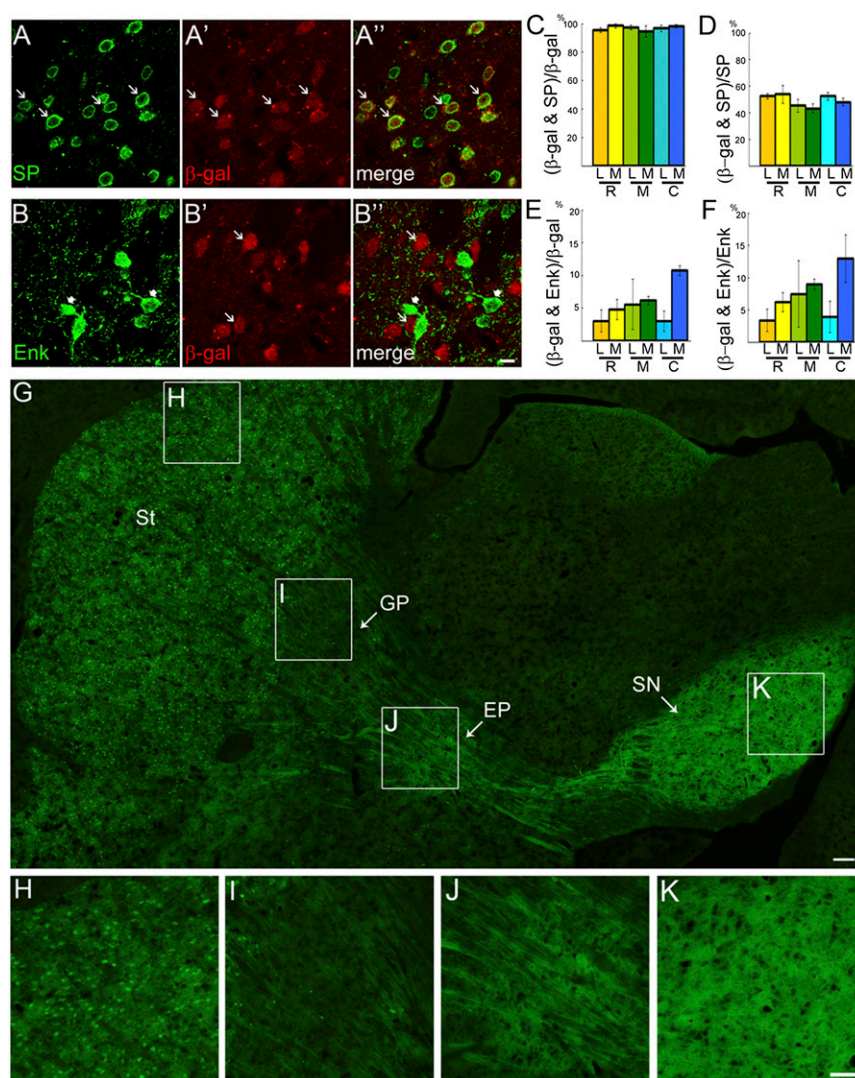 A
SP
A'
β-gal
A''
merge
B
Enk
B'
β-gal
B''
merge
C
(β-gal & SP)/β-gal
%
100
80
60
40
20
L M L M L M
R M C
D
(β-gal & SP)/SP
%
100
80
60
40
20
L M L M L M
R M C
E
(β-gal & Enk)/β-gal
%
20
15
10
5
L M L M L M
R M C
F
(β-gal & Enk)/Enk
%
20
15
10
5
L M L M L M
R M C
G
H
St
I
GP
J
EP
SN
K
H
I
J
K